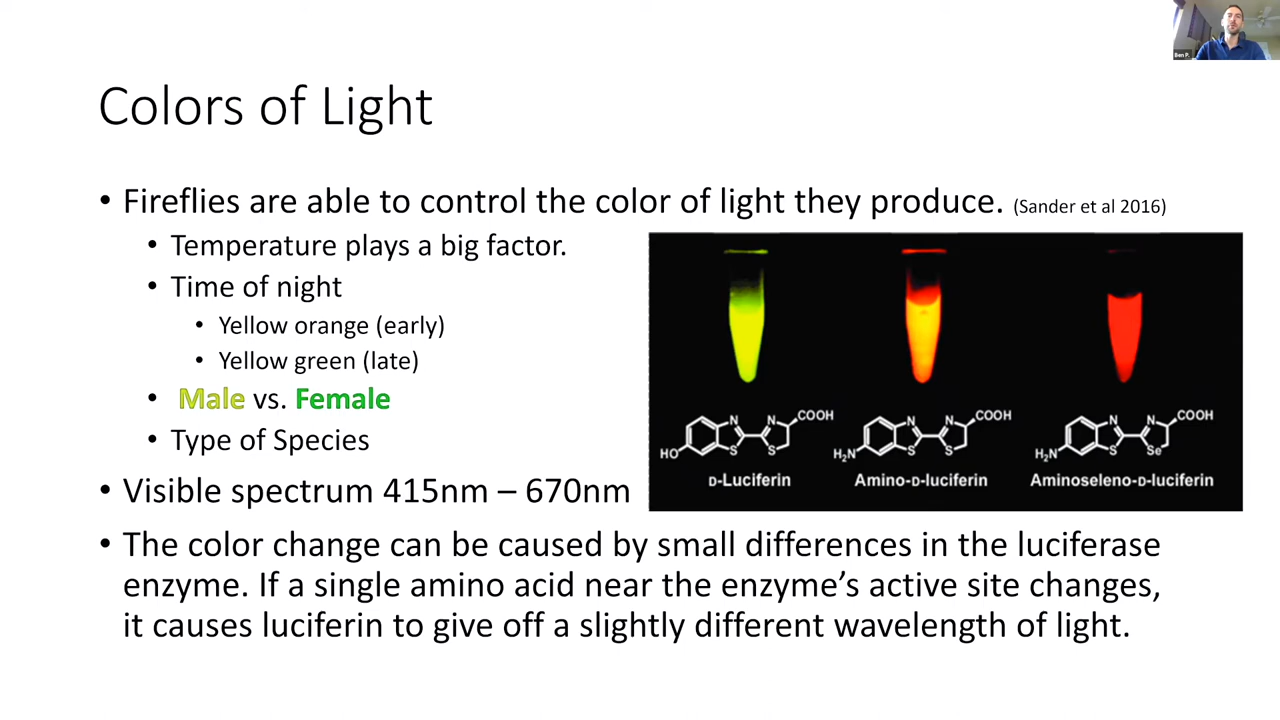 Ben P.
Colors of Light
• Fireflies are able to control the color of light they produce. (Sander et al 2016)
• Temperature plays a big factor.
• Time of night
• Yellow orange (early)
• Yellow green (late)
• Male vs. Female
• Type of Species
• Visible spectrum 415nm – 670nm
• The color change can be caused by small differences in the luciferase
enzyme. If a single amino acid near the enzyme's active site changes,
it causes luciferin to give off a slightly different wavelength of light.
HO N S N S COOH
D-Luciferin
H₂N N S N S COOH
Amino-D-luciferin
H₂N N S N Se COOH
Aminoseleno-D-luciferin